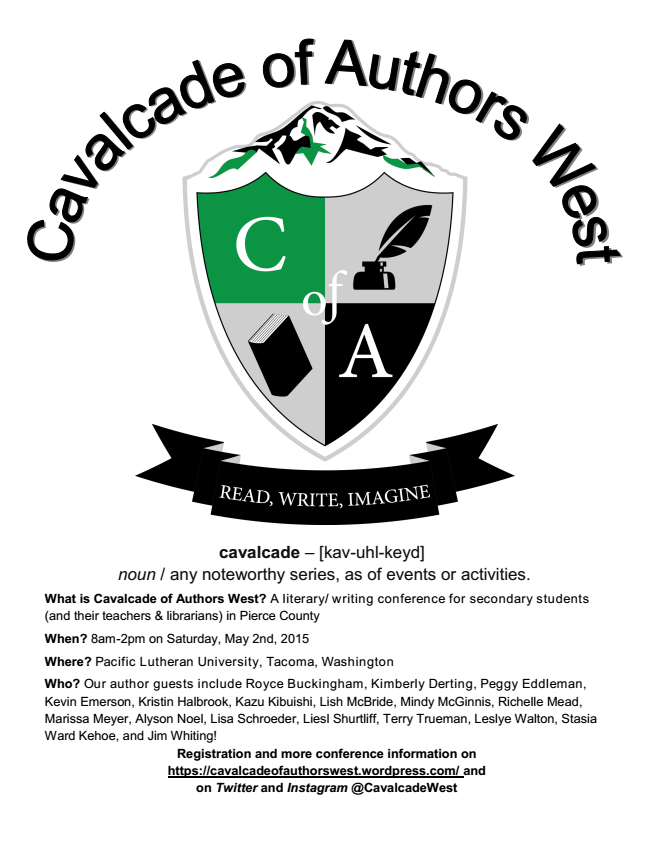 Cavalcade of Authors West
C
of
A
READ, WRITE, IMAGINE
cavalcade – [kav-uhl-keyd]
noun / any noteworthy series, as of events or activities.
What is Cavalcade of Authors West? A literary/ writing conference for secondary students
(and their teachers & librarians) in Pierce County
When? 8am-2pm on Saturday, May 2nd, 2015
Where? Pacific Lutheran University, Tacoma, Washington
Who? Our author guests include Royce Buckingham, Kimberly Derting, Peggy Eddleman,
Kevin Emerson, Kristin Halbrook, Kazu Kibuishi, Lish McBride, Mindy McGinnis, Richelle Mead,
Marissa Meyer, Alyson Noel, Lisa Schroeder, Liesl Shurtliff, Terry Trueman, Leslye Walton, Stasia
Ward Kehoe, and Jim Whiting!
Registration and more conference information on
https://cavalcadeofauthorswest.wordpress.com/ and
on Twitter and Instagram @CavalcadeWest